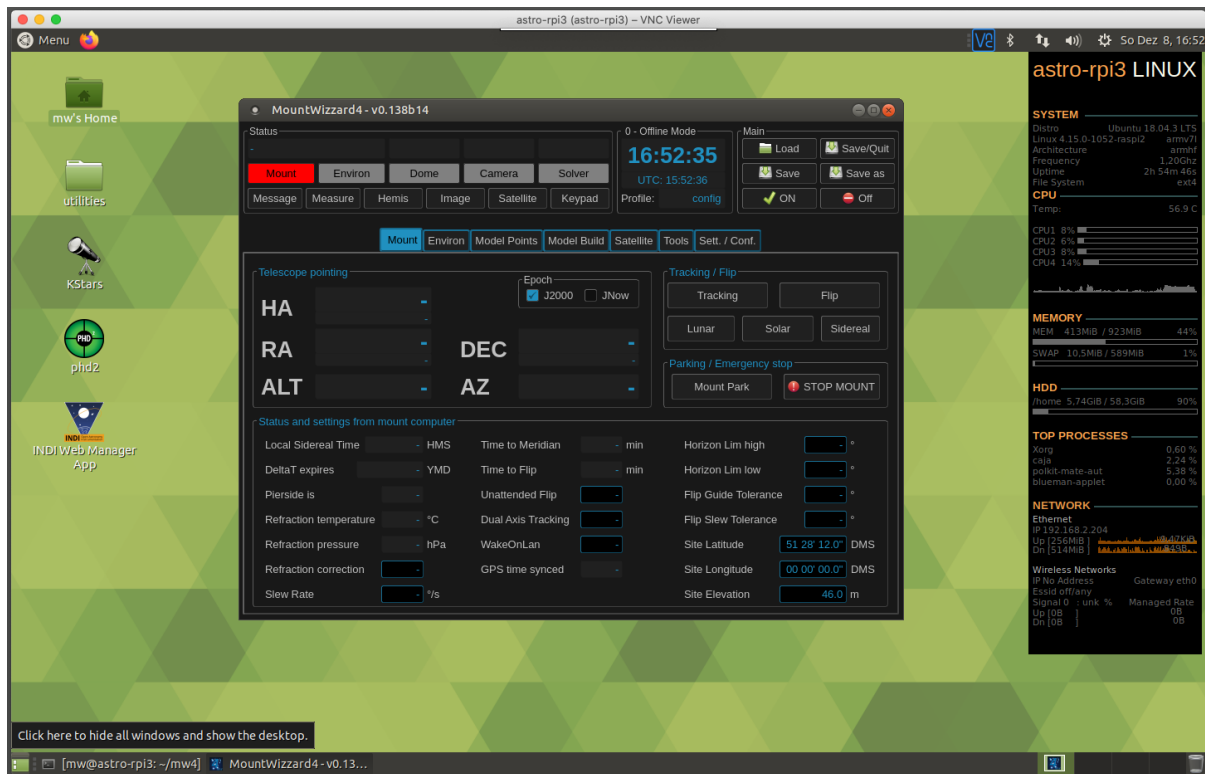 astro-rpi3 (astro-rpi3) – VNC Viewer
Menu
So Dez 8, 16:52
mw's Home
utilities
KStars
PHD
phd2
INDI
INDI Web Manager
App
MountWizzard4 - v0.138b14
Status
-
Mount Environ Dome Camera Solver
Message Measure Hemis Image Satellite Keypad
0 - Offline Mode
16:52:35
UTC: 15:52:36
Profile: config
Main
Load Save/Quit
Save Save as
ON Off
Mount Environ Model Points Model Build Satellite Tools Sett. / Conf.
Telescope pointing
Epoch
J2000 JNow
HA -
-
RA - DEC -
- -
ALT - AZ -
Tracking / Flip
Tracking Flip
Lunar Solar Sidereal
Parking / Emergency stop
Mount Park STOP MOUNT
Status and settings from mount computer
Local Sidereal Time - HMS Time to Meridian - min Horizon Lim high - °
DeltaT expires - YMD Time to Flip - min Horizon Lim low - °
Pierside is - Unattended Flip - Flip Guide Tolerance - °
Refraction temperature - °C Dual Axis Tracking - Flip Slew Tolerance - °
Refraction pressure - hPa WakeOnLan - Site Latitude 51 28' 12.0" DMS
Refraction correction - GPS time synced - Site Longitude 00 00' 00.0" DMS
Slew Rate - °/s Site Elevation 46.0 m
astro-rpi3 LINUX
SYSTEM
Distro Ubuntu 18.04.3 LTS
Linux 4.15.0-1052-raspi2 armv7l
Architecture armhf
Frequency 1,20Ghz
Uptime 2h 54m 46s
File System ext4
CPU
Temp: 56.9 C
CPU1 8%
CPU2 6%
CPU3 8%
CPU4 14%
MEMORY
MEM 413MiB / 923MiB 44%
SWAP 10,5MiB / 589MiB 1%
HDD
/home 5,74GiB / 58,3GiB 90%
TOP PROCESSES
Xorg 0,60 %
caja 2,24 %
polkit-mate-aut 5,38 %
blueman-applet 0,00 %
NETWORK
Ethernet
IP 192.168.2.204
Up [256MiB ]
Dn [514MiB ]
Wireless Networks
IP No Address Gateway eth0
Essid off/any
Signal 0 : unk % Managed Rate
Up [0B ] 0B
Dn [0B ] 0B
Click here to hide all windows and show the desktop.
[mw@astro-rpi3: ~/mw4] MountWizzard4 - v0.13...